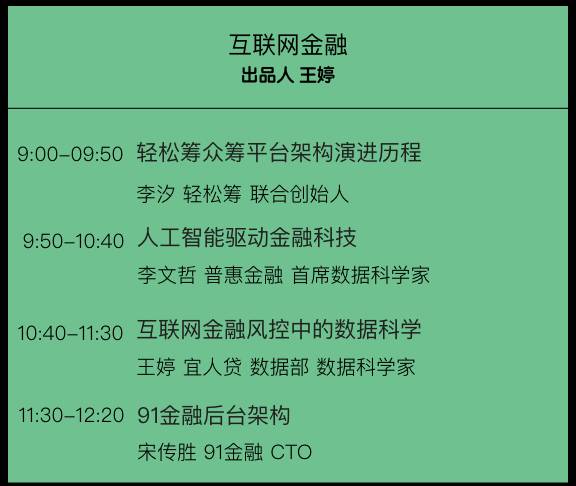 互联网金融
出品人 王婷
9:00-09:50 轻松筹众筹平台架构演进历程
李汐 轻松筹 联合创始人
9:50-10:40 人工智能驱动金融科技
李文哲 普惠金融 首席数据科学家
10:40-11:30 互联网金融风控中的数据科学
王婷 宜人贷 数据部 数据科学家
11:30-12:20 91金融后台架构
宋传胜 91金融 CTO